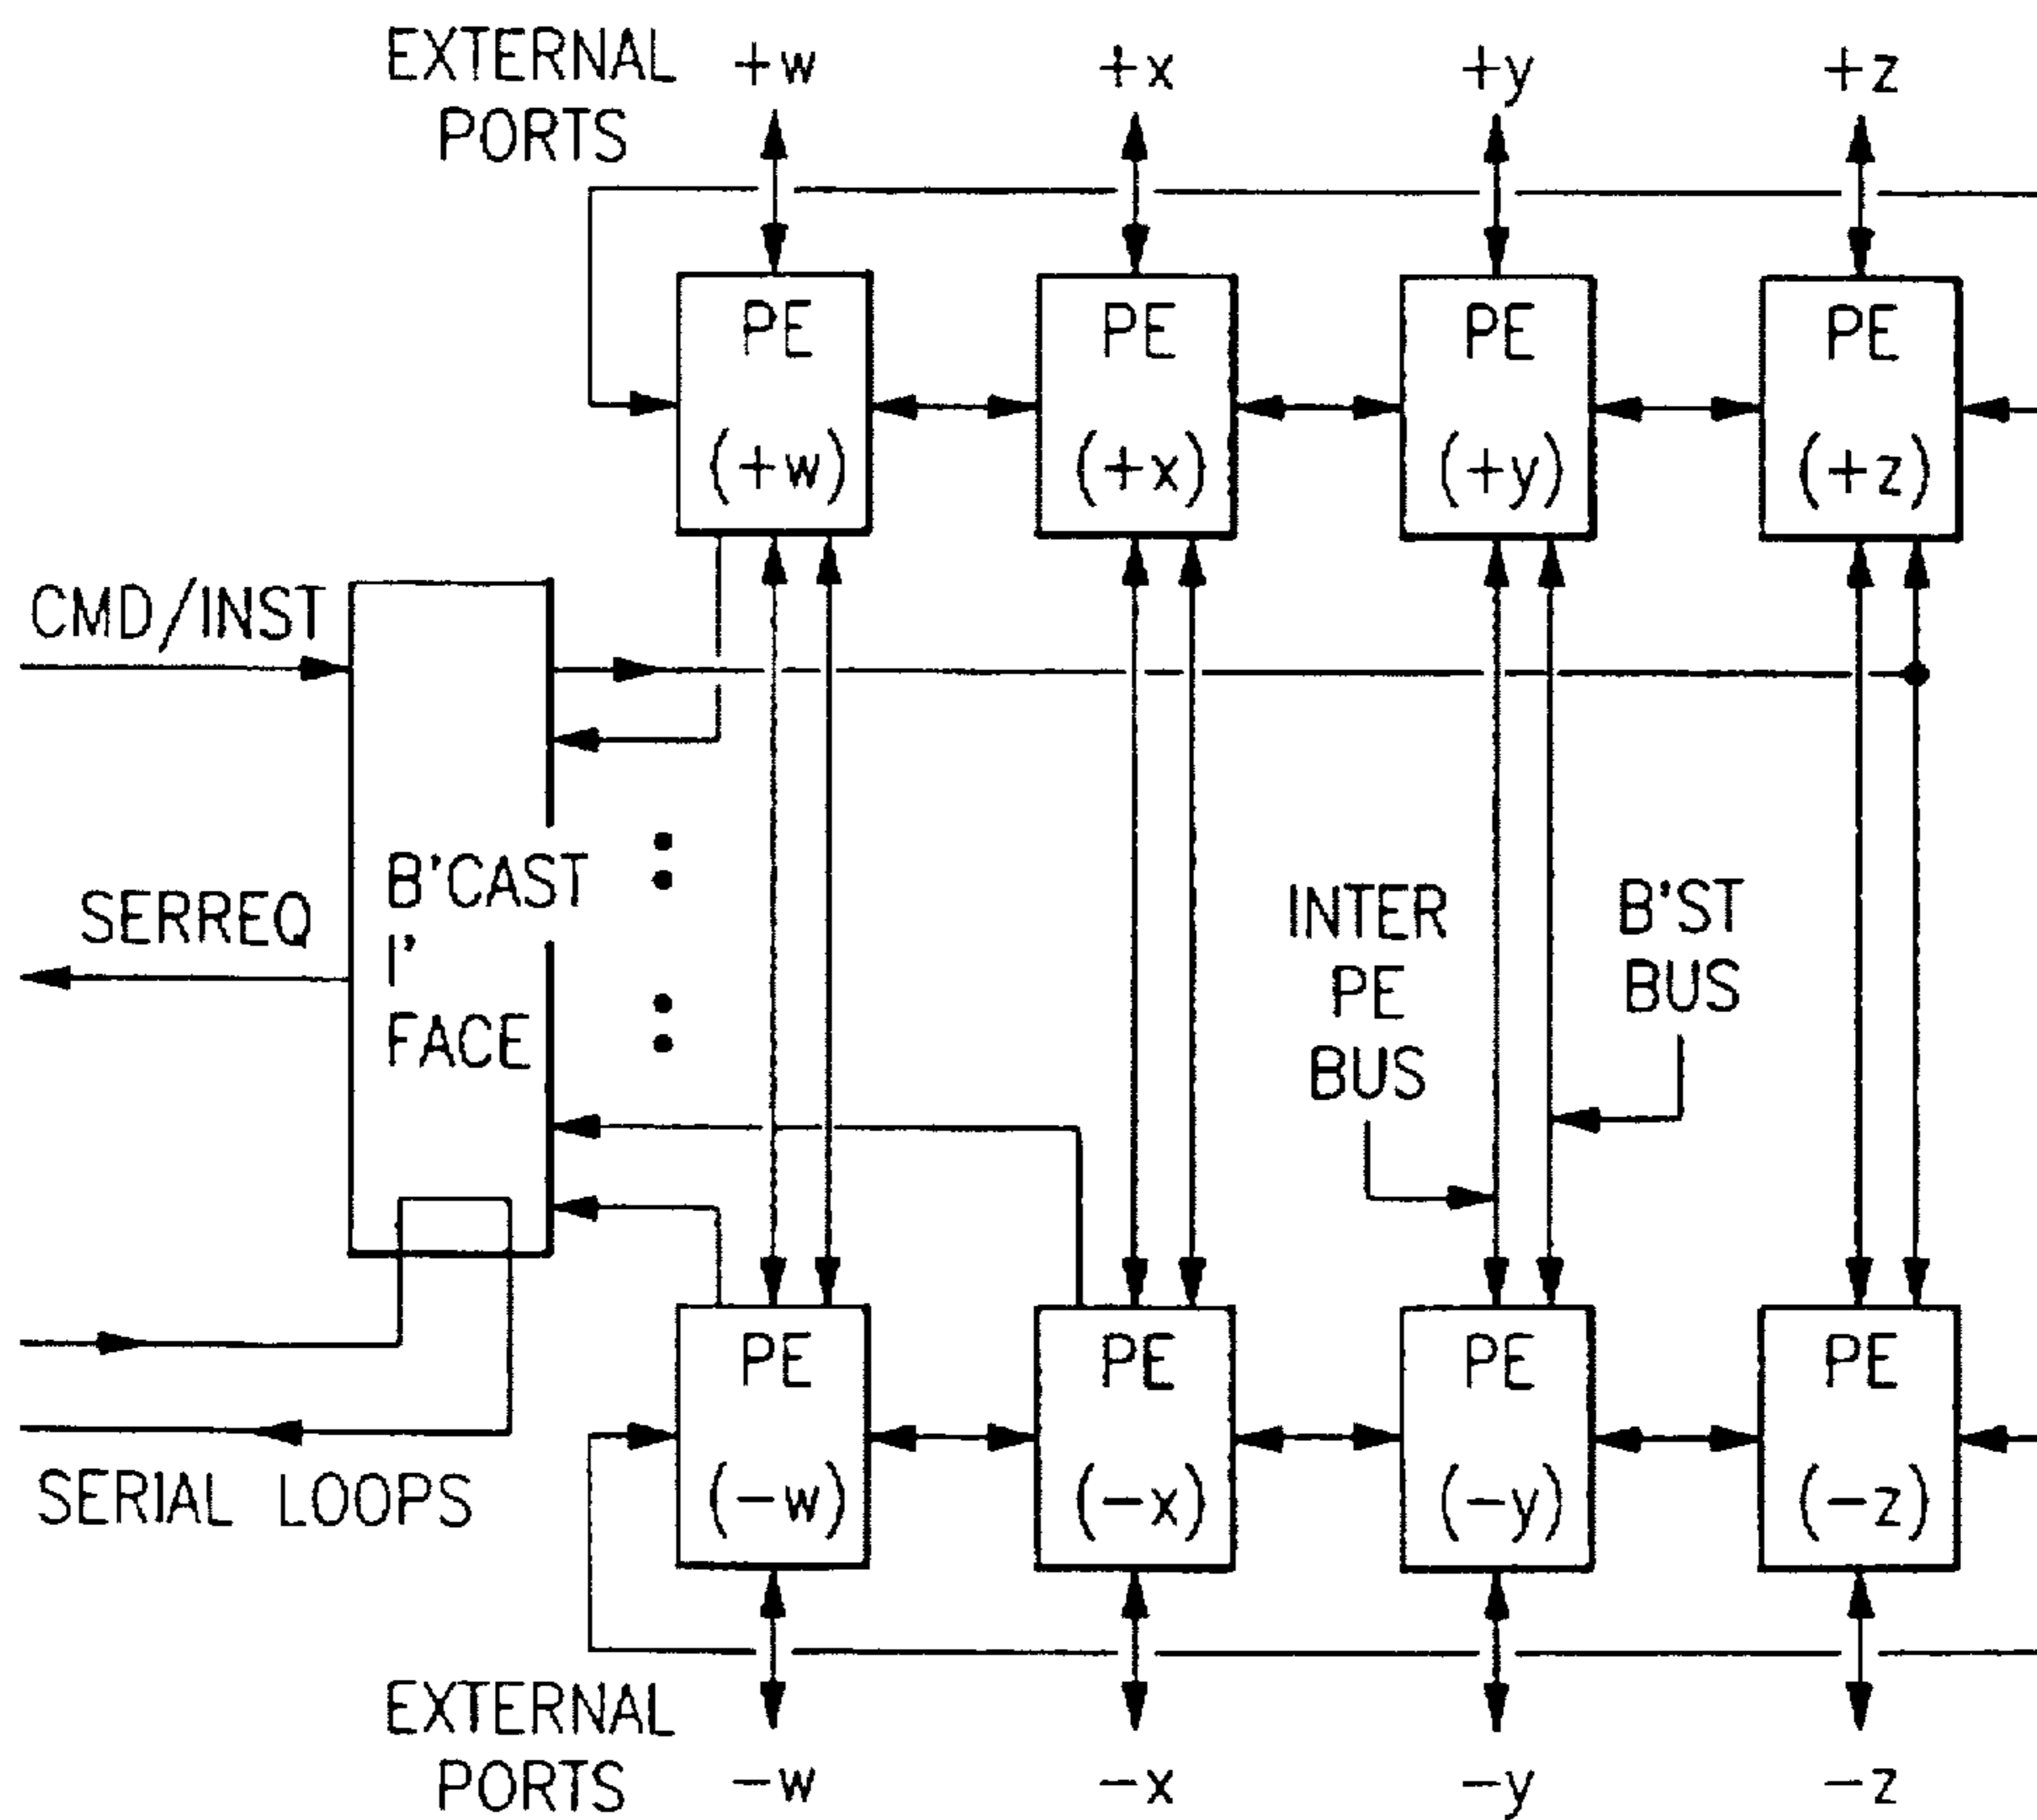 EXTERNAL
PORTS
+w
+x
+y
+z
PE
(+w)
PE
(+x)
PE
(+y)
PE
(+z)
CMD/INST
SERREQ
B'CAST
I'
FACE
INTER
PE
BUS
B'ST
BUS
SERIAL LOOPS
PE
(-w)
PE
(-x)
PE
(-y)
PE
(-z)
EXTERNAL
PORTS
-w
-x
-y
-z